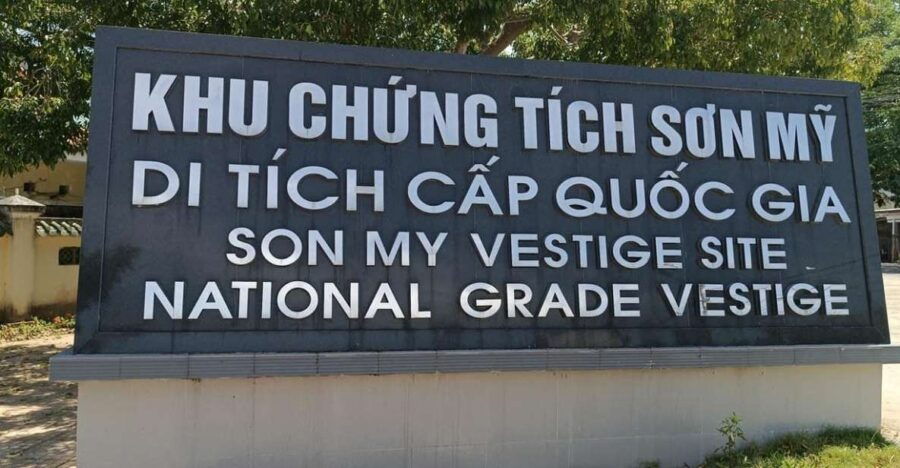 KHU CHỨNG TÍCH SƠN MỸ
DI TÍCH CẤP QUỐC GIA
SON MY VESTIGE SITE
NATIONAL GRADE VESTIGE